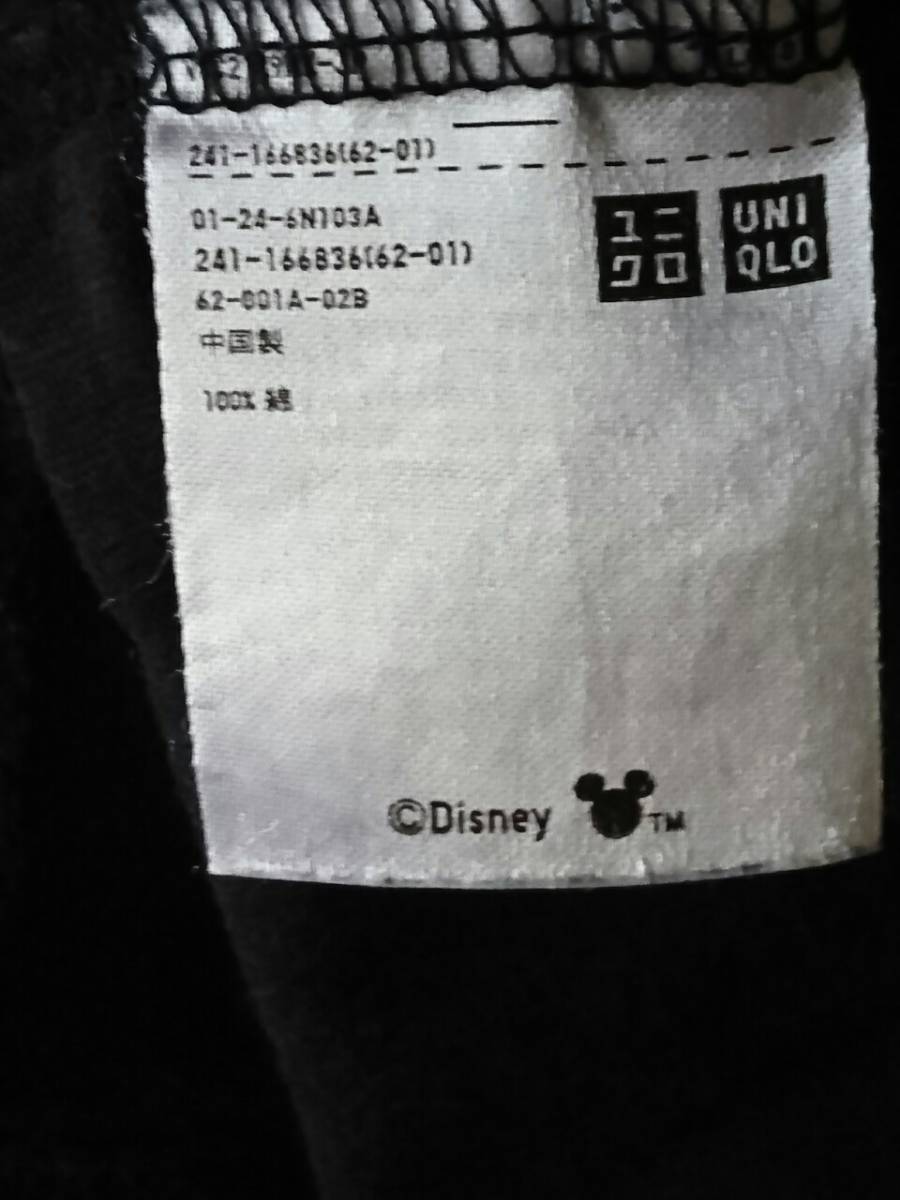 241-166836(62-01)
01-24-6N103A
241-166836(62-01)
62-001A-02B
中国製
100% 綿
ユニ
クロ
UNI
QLO
©Disney TM